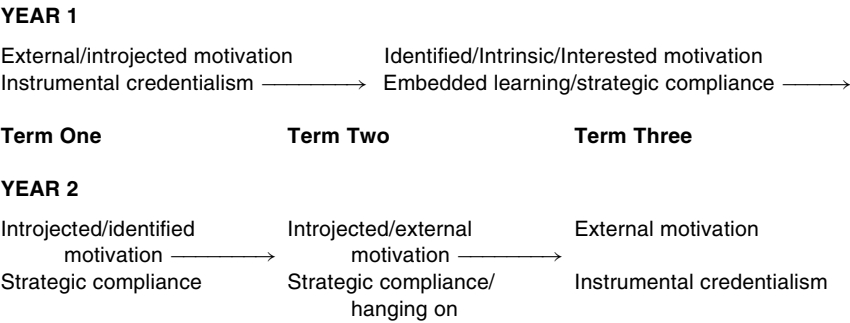 YEAR 1
External/introjected motivation Identified/Intrinsic/Interested motivation
Instrumental credentialism ⟶ Embedded learning/strategic compliance ⟶
Term One Term Two Term Three
YEAR 2
Introjected/identified Introjected/external External motivation
motivation ⟶ motivation ⟶
Strategic compliance Strategic compliance/ Instrumental credentialism
hanging on